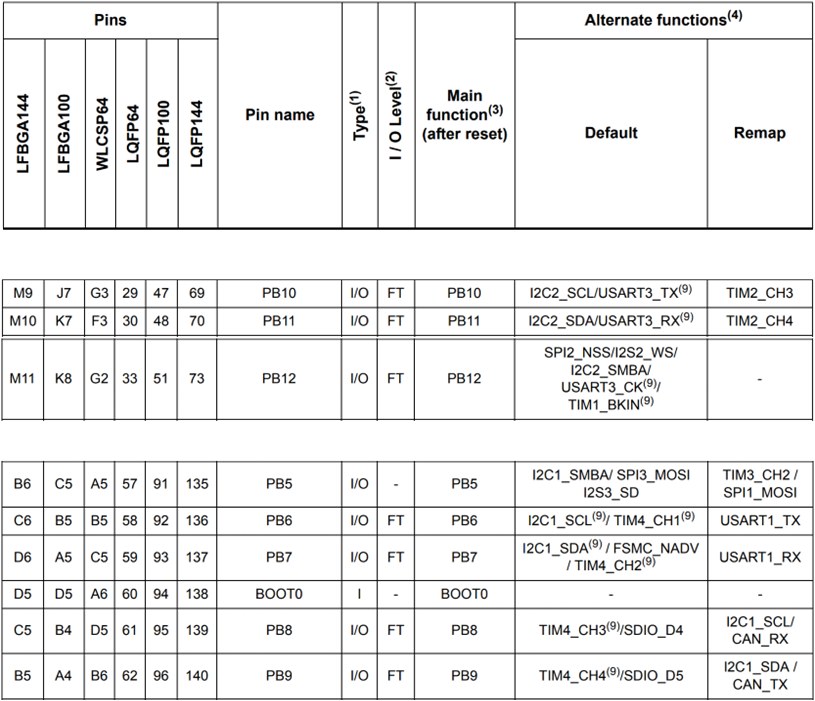 Pins
Alternate functions(4)
LFBGA144
LFBGA100
WLCSP64
LQFP64
LQFP100
LQFP144
Pin name
Type(1)
I / O Level(2)
Main
function(3)
(after reset)
Default
Remap
M9 J7 G3 29 47 69 PB10 I/O FT PB10 I2C2_SCL/USART3_TX(9) TIM2_CH3
M10 K7 F3 30 48 70 PB11 I/O FT PB11 I2C2_SDA/USART3_RX(9) TIM2_CH4
SPI2_NSS/I2S2_WS/
I2C2_SMBA/
M11 K8 G2 33 51 73 PB12 I/O FT PB12 USART3_CK(9)/ -
TIM1_BKIN(9)
B6 C5 A5 57 91 135 PB5 I/O - PB5 I2C1_SMBA/ SPI3_MOSI TIM3_CH2 /
I2S3_SD SPI1_MOSI
C6 B5 B5 58 92 136 PB6 I/O FT PB6 I2C1_SCL(9)/ TIM4_CH1(9) USART1_TX
D6 A5 C5 59 93 137 PB7 I/O FT PB7 I2C1_SDA(9) / FSMC_NADV USART1_RX
/ TIM4_CH2(9)
D5 D5 A6 60 94 138 BOOT0 I - BOOT0 - -
C5 B4 D5 61 95 139 PB8 I/O FT PB8 TIM4_CH3(9)/SDIO_D4 I2C1_SCL/
CAN_RX
B5 A4 B6 62 96 140 PB9 I/O FT PB9 TIM4_CH4(9)/SDIO_D5 I2C1_SDA /
CAN_TX